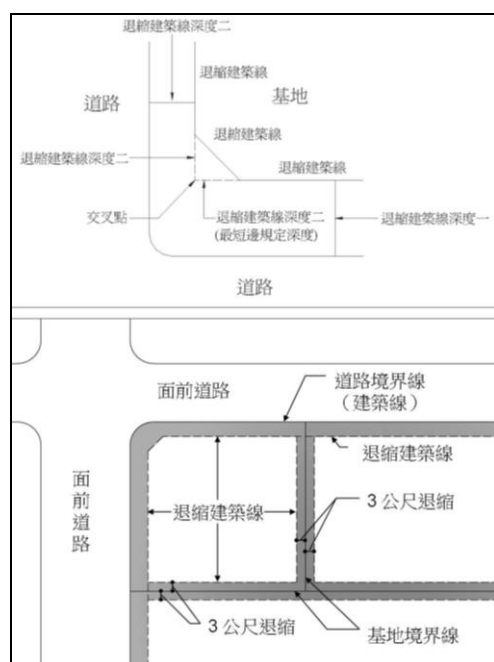 退縮建築線深度二
退縮建築線
道路
基地
退縮建築線
退縮建築線深度二
退縮建築線
交叉點
退縮建築線深度二
(最短邊規定深度)
退縮建築線深度一
道路
面前道路
道路境界線
（建築線）
退縮建築線
面前道路
退縮建築線
3 公尺退縮
3 公尺退縮
基地境界線